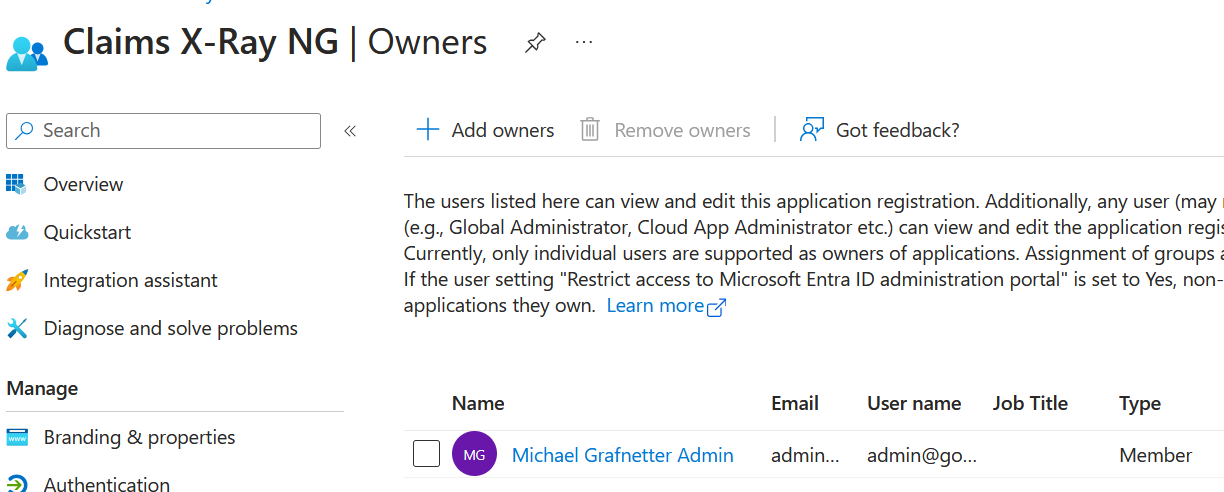 Claims X-Ray NG | Owners
Search
Overview
Quickstart
Integration assistant
Diagnose and solve problems
Manage
Branding & properties
Authentication
Add owners Remove owners Got feedback?
The users listed here can view and edit this application registration. Additionally, any user (may
(e.g., Global Administrator, Cloud App Administrator etc.) can view and edit the application regis
Currently, only individual users are supported as owners of applications. Assignment of groups a
If the user setting "Restrict access to Microsoft Entra ID administration portal" is set to Yes, non-
applications they own. Learn more
Name Email User name Job Title Type
MG Michael Grafnetter Admin admin... admin@go... Member